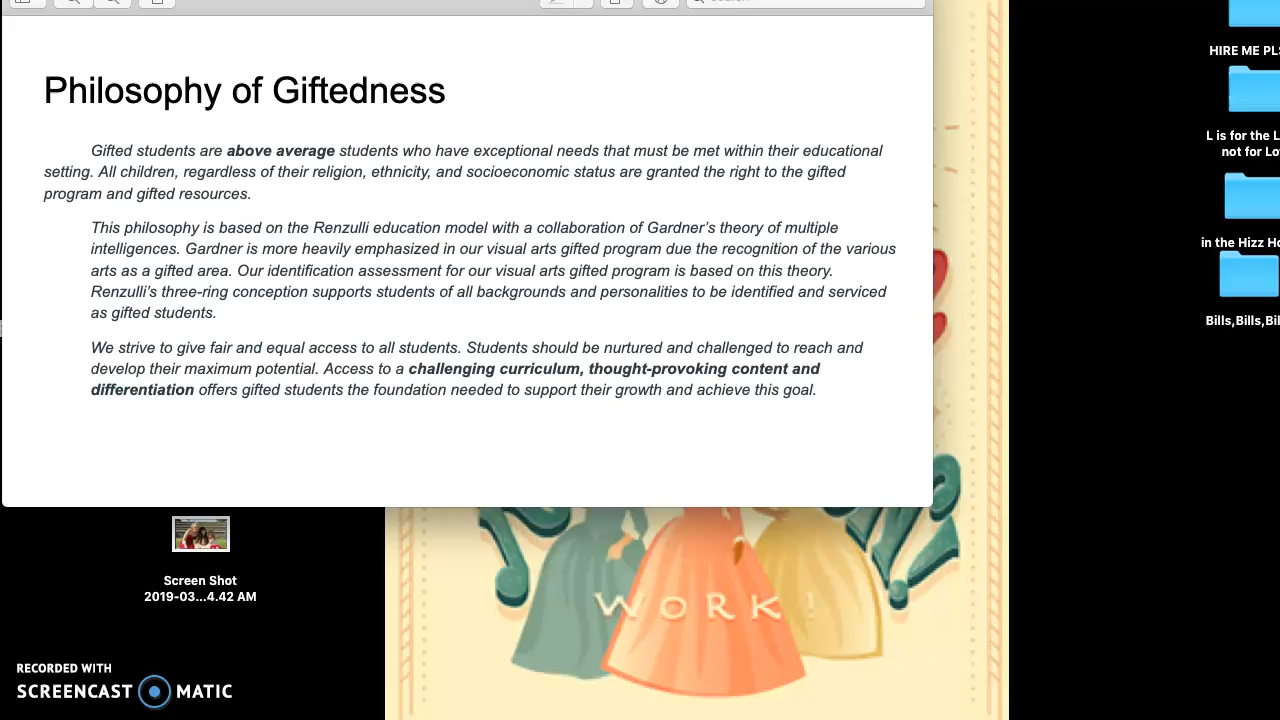 Search
Philosophy of Giftedness
Gifted students are above average students who have exceptional needs that must be met within their educational
setting. All children, regardless of their religion, ethnicity, and socioeconomic status are granted the right to the gifted
program and gifted resources.
This philosophy is based on the Renzulli education model with a collaboration of Gardner's theory of multiple
intelligences. Gardner is more heavily emphasized in our visual arts gifted program due the recognition of the various
arts as a gifted area. Our identification assessment for our visual arts gifted program is based on this theory.
Renzulli's three-ring conception supports students of all backgrounds and personalities to be identified and serviced
as gifted students.
We strive to give fair and equal access to all students. Students should be nurtured and challenged to reach and
develop their maximum potential. Access to a challenging curriculum, thought-provoking content and
differentiation offers gifted students the foundation needed to support their growth and achieve this goal.
HIRE ME PLS
L is for the L
not for Lo
in the Hizz Ho
Bills,Bills,Bil
Screen Shot
2019-03...4.42 AM
WORK!
RECORDED WITH
SCREENCAST MATIC